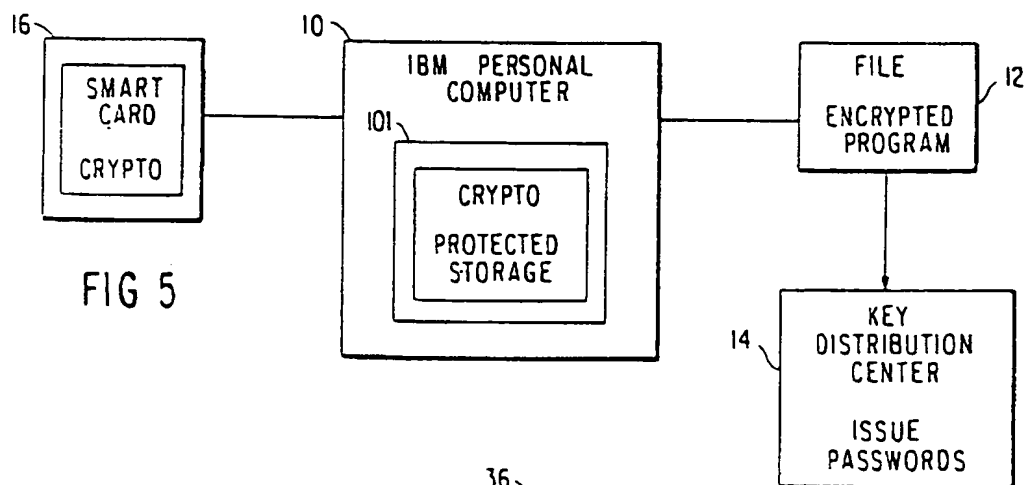 16
SMART
CARD
CRYPTO
FIG 5
10
IBM PERSONAL
COMPUTER
101
CRYPTO
PROTECTED
STORAGE
FILE
ENCRYPTED
PROGRAM
12
14
KEY
DISTRIBUTION
CENTER
ISSUE
PASSWORDS
36